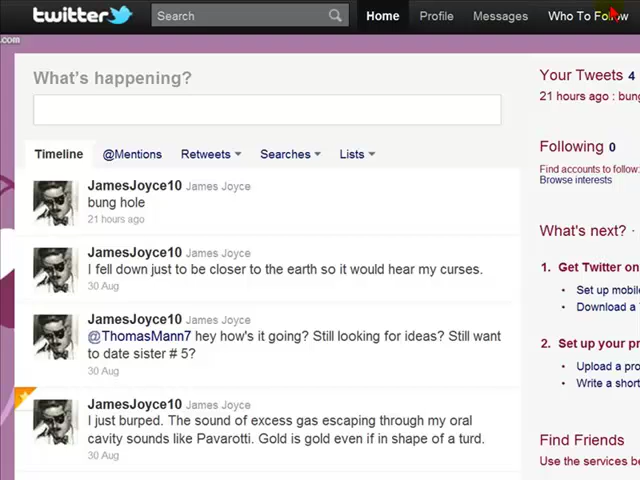 twitter Search Home Profile Messages Who To Follow
.com
What's happening?
Your Tweets 4
21 hours ago : bung
Timeline @Mentions Retweets Searches Lists
Following 0
Find accounts to follow:
Browse interests
JamesJoyce10 James Joyce
bung hole
21 hours ago
What's next? ·
JamesJoyce10 James Joyce
I fell down just to be closer to the earth so it would hear my curses.
30 Aug
1. Get Twitter on
• Set up mobil
• Download a
JamesJoyce10 James Joyce
@ThomasMann7 hey how's it going? Still looking for ideas? Still want
to date sister # 5?
30 Aug
2. Set up your pr
• Upload a pro
• Write a short
JamesJoyce10 James Joyce
I just burped. The sound of excess gas escaping through my oral
cavity sounds like Pavarotti. Gold is gold even if in shape of a turd.
30 Aug
Find Friends
Use the services be